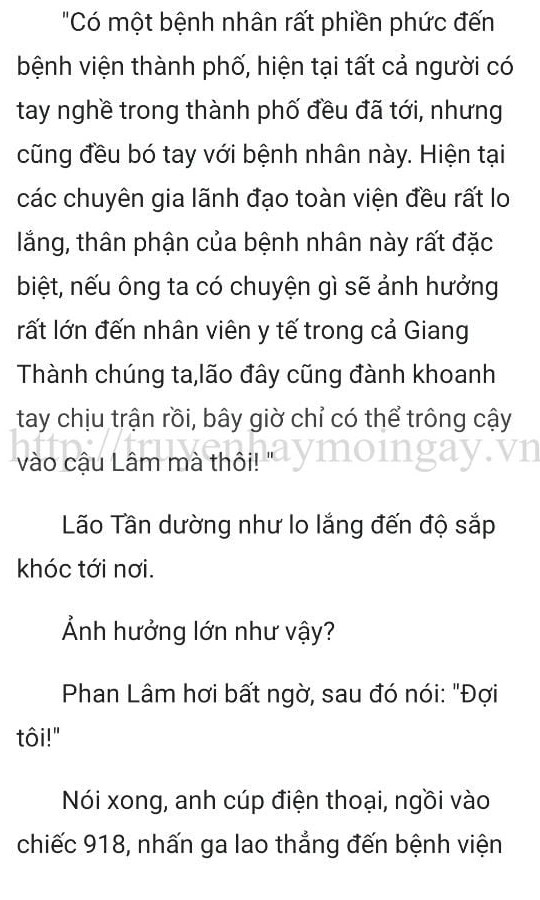 "Có một bệnh nhân rất phiền phức đến
bệnh viện thành phố, hiện tại tất cả người có
tay nghề trong thành phố đều đã tới, nhưng
cũng đều bó tay với bệnh nhân này. Hiện tại
các chuyên gia lãnh đạo toàn viện đều rất lo
lắng, thân phận của bệnh nhân này rất đặc
biệt, nếu ông ta có chuyện gì sẽ ảnh hưởng
rất lớn đến nhân viên y tế trong cả Giang
Thành chúng ta,lão đây cũng đành khoanh
tay chịu trận rồi, bây giờ chỉ có thể trông cậy
http://truyenhaymoingay.vn
vào cậu Lâm mà thôi! "
Lão Tần dường như lo lắng đến độ sắp
khóc tới nơi.
Ảnh hưởng lớn như vậy?
Phan Lâm hơi bất ngờ, sau đó nói: "Đợi
tôi!"
Nói xong, anh cúp điện thoại, ngồi vào
chiếc 918, nhấn ga lao thẳng đến bệnh viện